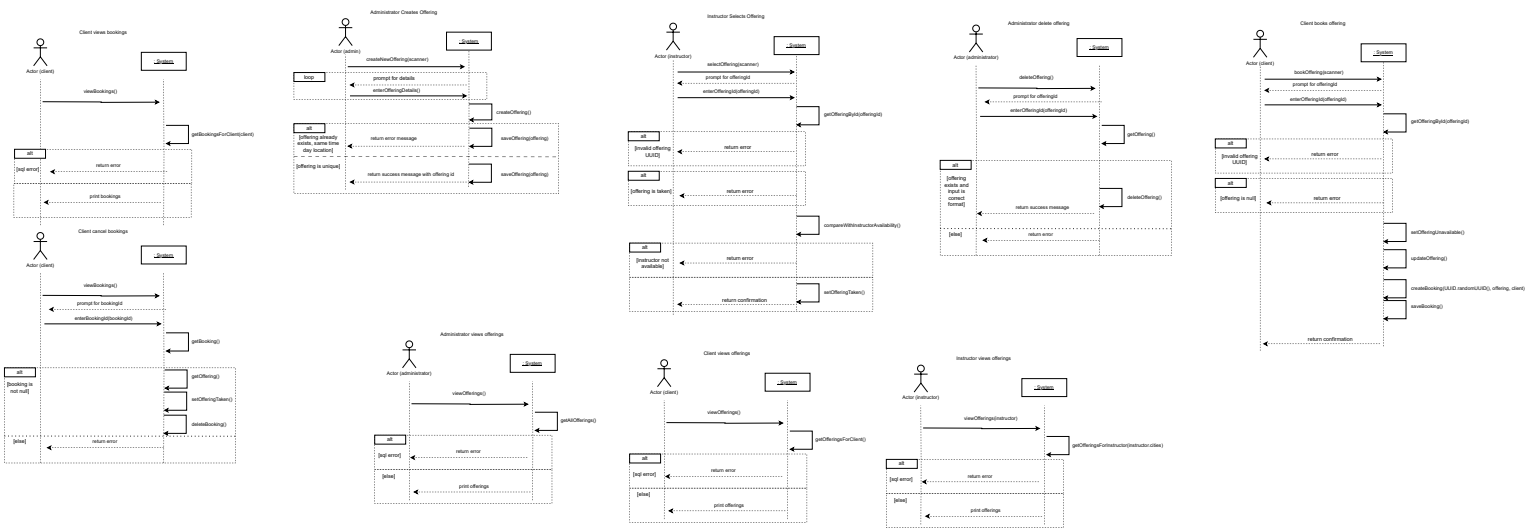 Client views bookings
Actor (client)
: System
viewBookings()
getBookingsForClient(client)
alt
[sql error]
return error
print bookings
Client cancel bookings
Actor (client)
: System
viewBookings()
prompt for bookingId
enterBookingId(bookingId)
getBooking()
alt
[booking is
not null]
getOffering()
setOfferingTaken()
deleteBooking()
[else]
return error
Administrator Creates Offering
Actor (admin)
: System
createNewOffering(scanner)
loop
prompt for details
enterOfferingDetails()
createOffering()
alt
[offering already
exists, same time
day location]
return error message
saveOffering(offering)
[offering is unique]
return success message with offering id
saveOffering(offering)
Administrator views offerings
Actor (administrator)
: System
viewOfferings()
getAllOfferings()
alt
[sql error]
return error
[else]
print offerings
Instructor Selects Offering
Actor (instructor)
: System
selectOffering(scanner)
prompt for offeringId
enterOfferingId(offeringId)
getOfferingById(offeringId)
alt
[invalid offering
UUID]
return error
alt
[offering is taken]
return error
compareWithInstructorAvailability()
alt
[instructor not
available]
return error
setOfferingTaken()
return confirmation
Client views offerings
Actor (client)
: System
viewOfferings()
getOfferingsForClient()
alt
[sql error]
return error
[else]
print offerings
Administrator delete offering
Actor (administrator)
: System
deleteOffering()
prompt for offeringId
enterOfferingId(offeringId)
getOffering()
alt
[offering
exists and
input is
correct
format]
deleteOffering()
return success message
[else]
return error
Instructor views offerings
Actor (instructor)
: System
viewOfferings(instructor)
getOfferingsForInstructor(instructor.cities)
alt
[sql error]
return error
[else]
print offerings
Client books offering
Actor (client)
: System
bookOffering(scanner)
prompt for offeringId
enterOfferingId(offeringId)
getOfferingById(offeringId)
alt
[invalid offering
UUID]
return error
alt
[offering is null]
return error
setOfferingUnavailable()
updateOffering()
createBooking(UUID.randomUUID(), offering, client)
saveBooking()
return confirmation